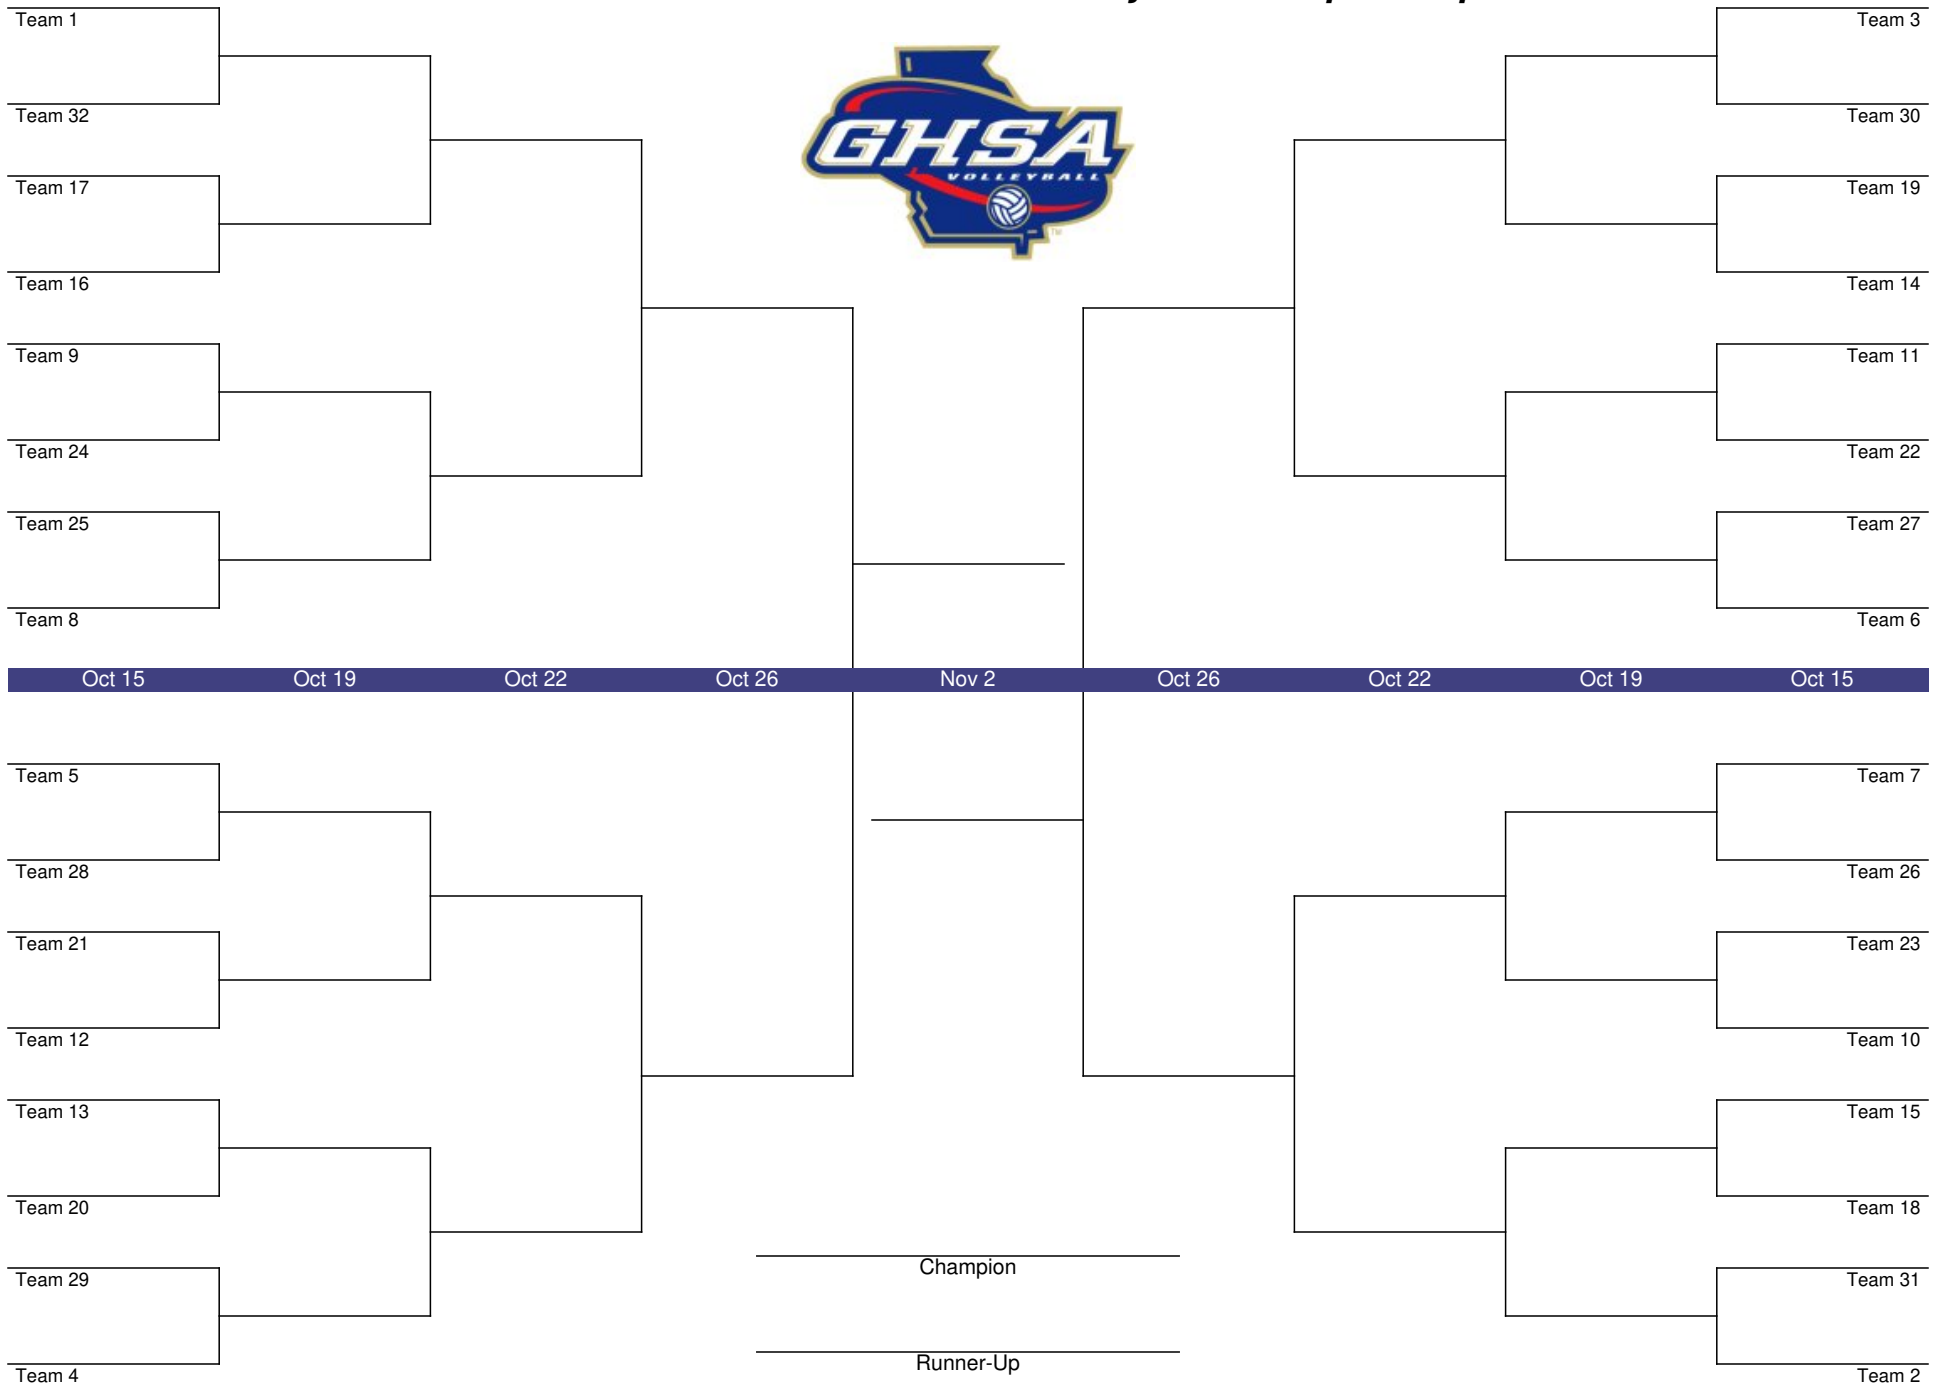 Team 1
Team 32
Team 17
Team 16
Team 9
Team 24
Team 25
Team 8
GHSA
VOLLEYBALL
TM
Team 3
Team 30
Team 19
Team 14
Team 11
Team 22
Team 27
Team 6
Oct 15 Oct 19 Oct 22 Oct 26 Nov 2 Oct 26 Oct 22 Oct 19 Oct 15
Team 5
Team 28
Team 21
Team 12
Team 13
Team 20
Team 29
Team 4
Champion
Runner-Up
Team 7
Team 26
Team 23
Team 10
Team 15
Team 18
Team 31
Team 2